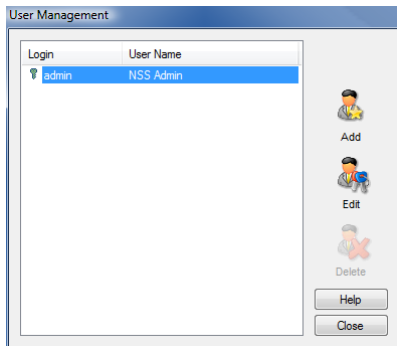 User Management
Login User Name
admin NSS Admin
Add
Edit
Delete
Help
Close